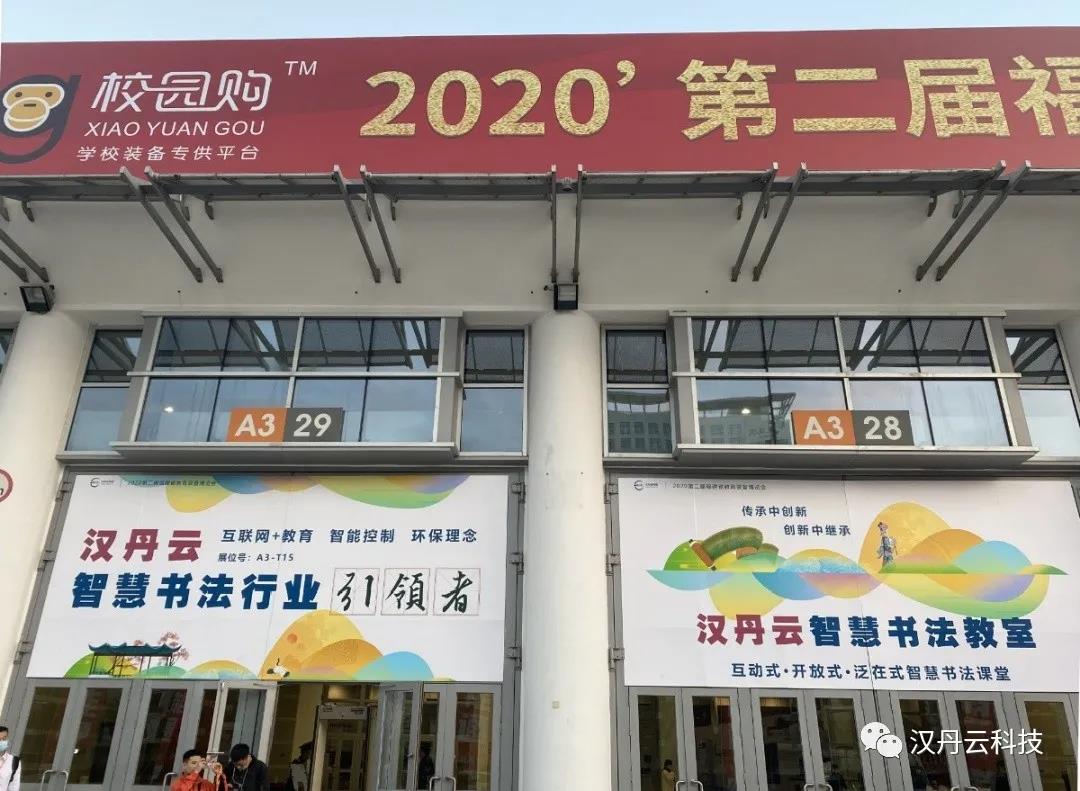 校园购 TM
XIAO YUAN GOU
学校装备专供平台
2020’第二届福
A3 29
A3 28
汉丹云 互联网+教育 智能控制 环保理念
展位号：A3-T15
智慧书法行业引领者
传承中创新
创新中继承
汉丹云智慧书法教室
互动式·开放式·泛在式智慧书法课堂
汉丹云科技